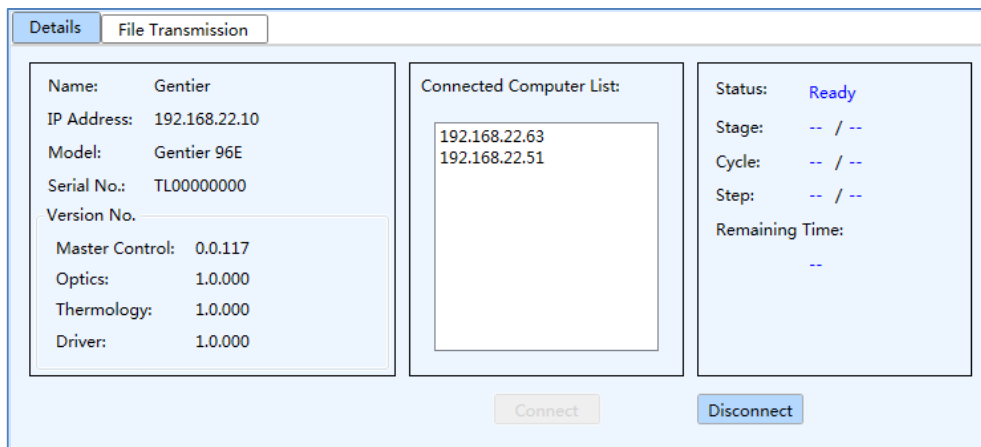 Details
File Transmission
Name: Gentier
IP Address: 192.168.22.10
Model: Gentier 96E
Serial No.: TL00000000
Version No.
Master Control: 0.0.117
Optics: 1.0.000
Thermology: 1.0.000
Driver: 1.0.000
Connected Computer List:
192.168.22.63
192.168.22.51
Status: Ready
Stage: -- / --
Cycle: -- / --
Step: -- / --
Remaining Time:
--
Connect
Disconnect